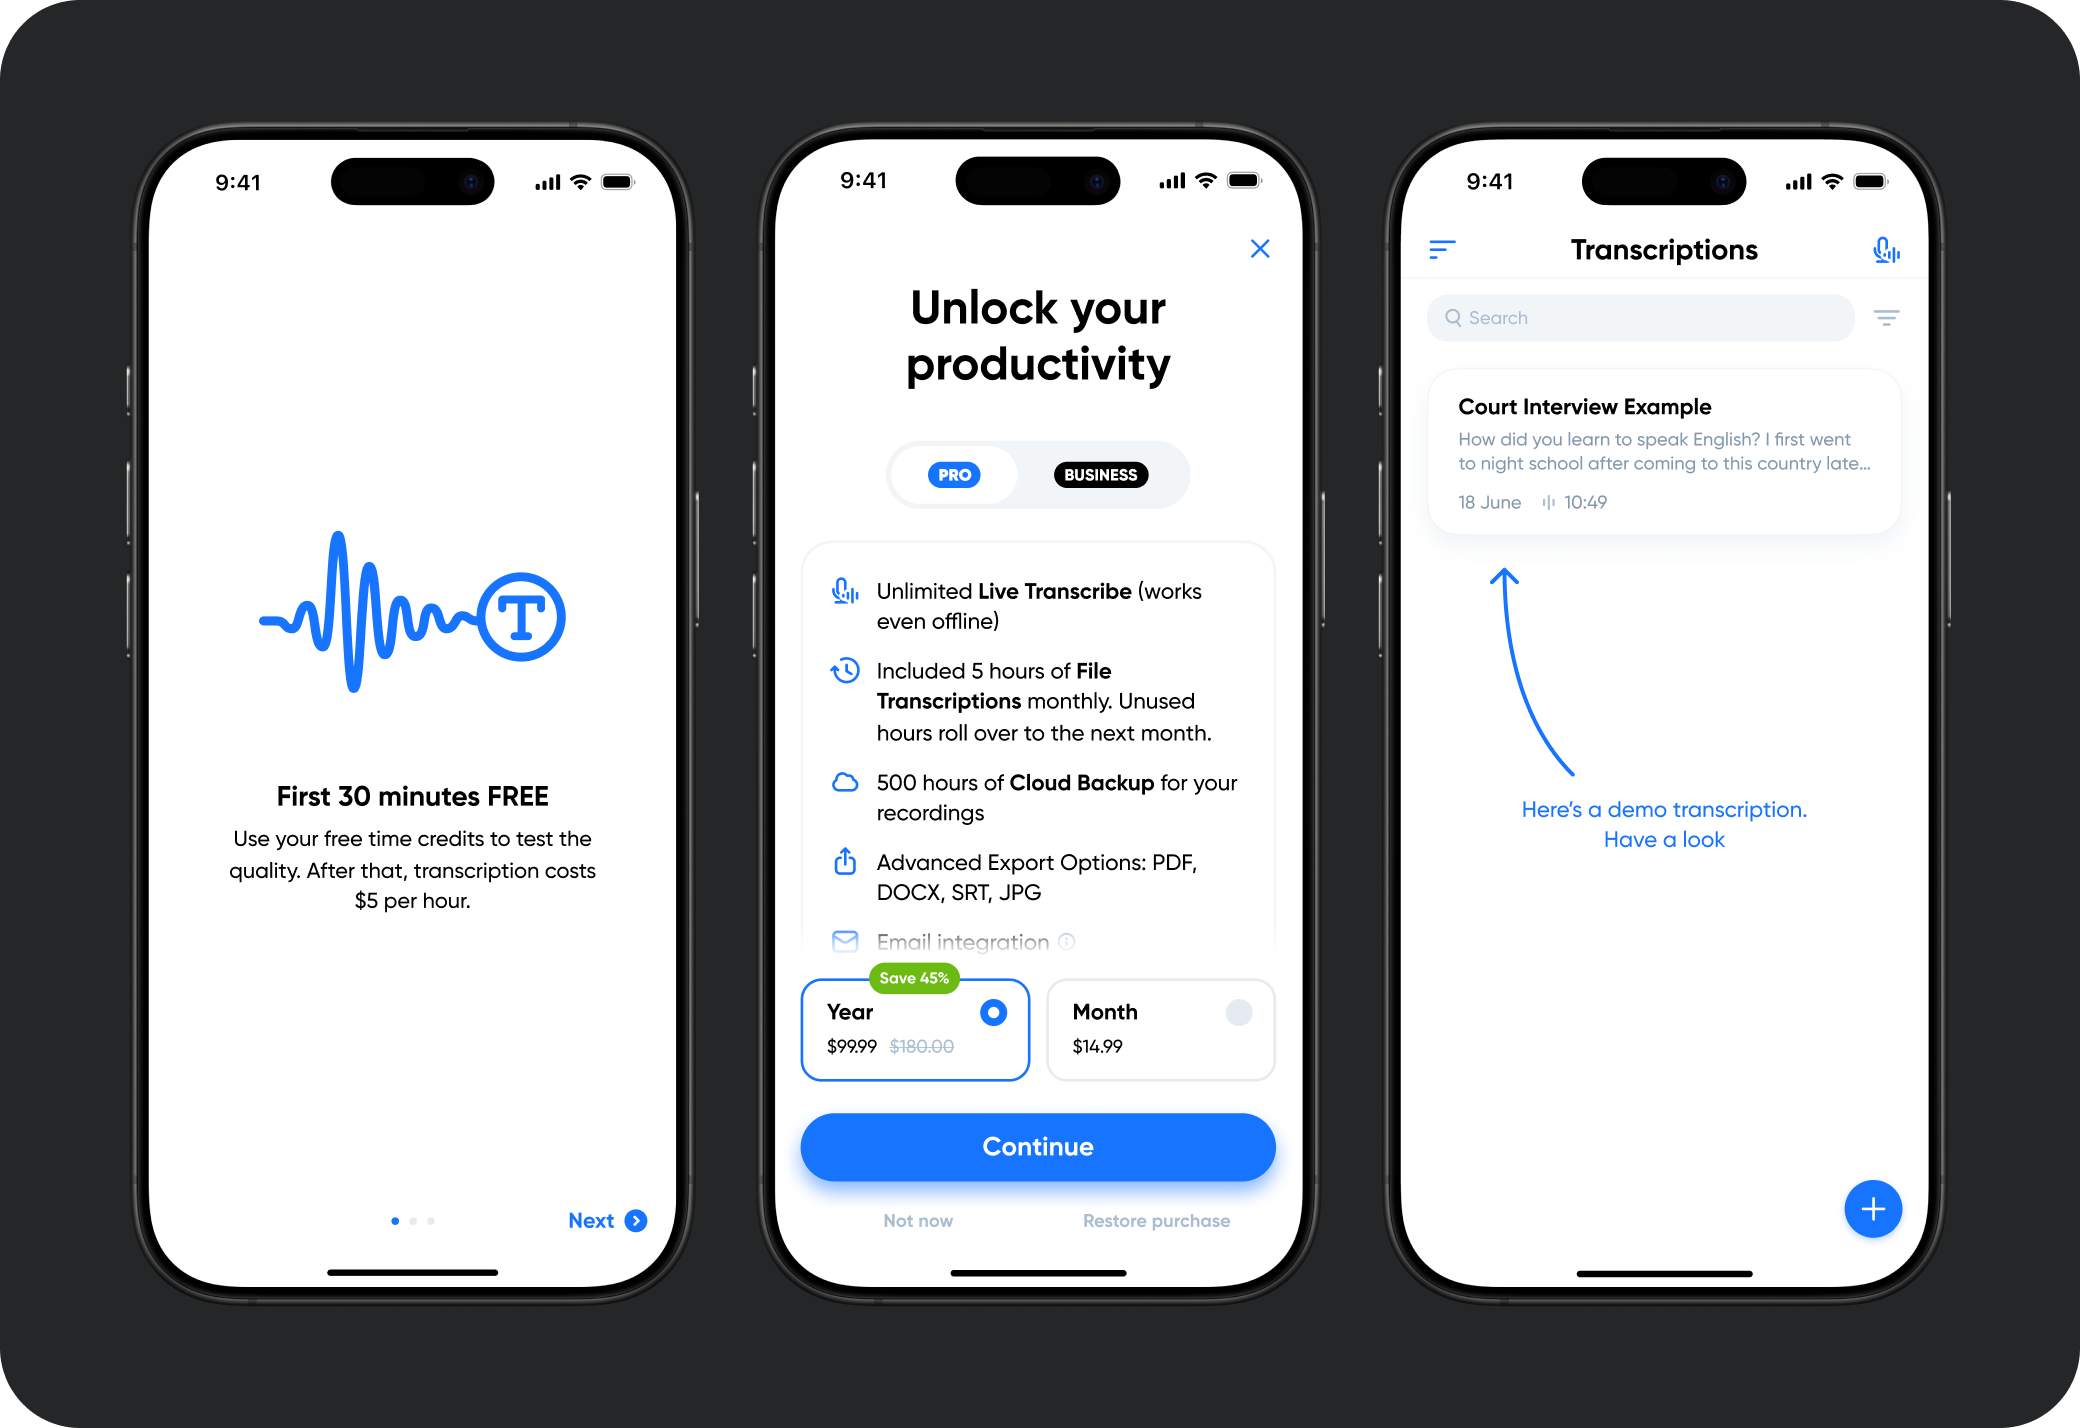 9:41
T
First 30 minutes FREE
Use your free time credits to test the
quality. After that, transcription costs
$5 per hour.
Next
9:41
Unlock your
productivity
PRO
BUSINESS
Unlimited Live Transcribe (works
even offline)
Included 5 hours of File
Transcriptions monthly. Unused
hours roll over to the next month.
500 hours of Cloud Backup for your
recordings
Advanced Export Options: PDF,
DOCX, SRT, JPG
Email integration
Save 45%
Year
$99.99 $180.00
Month
$14.99
Continue
Not now
Restore purchase
9:41
Transcriptions
Search
Court Interview Example
How did you learn to speak English? I first went
to night school after coming to this country late...
18 June 10:49
Here's a demo transcription.
Have a look